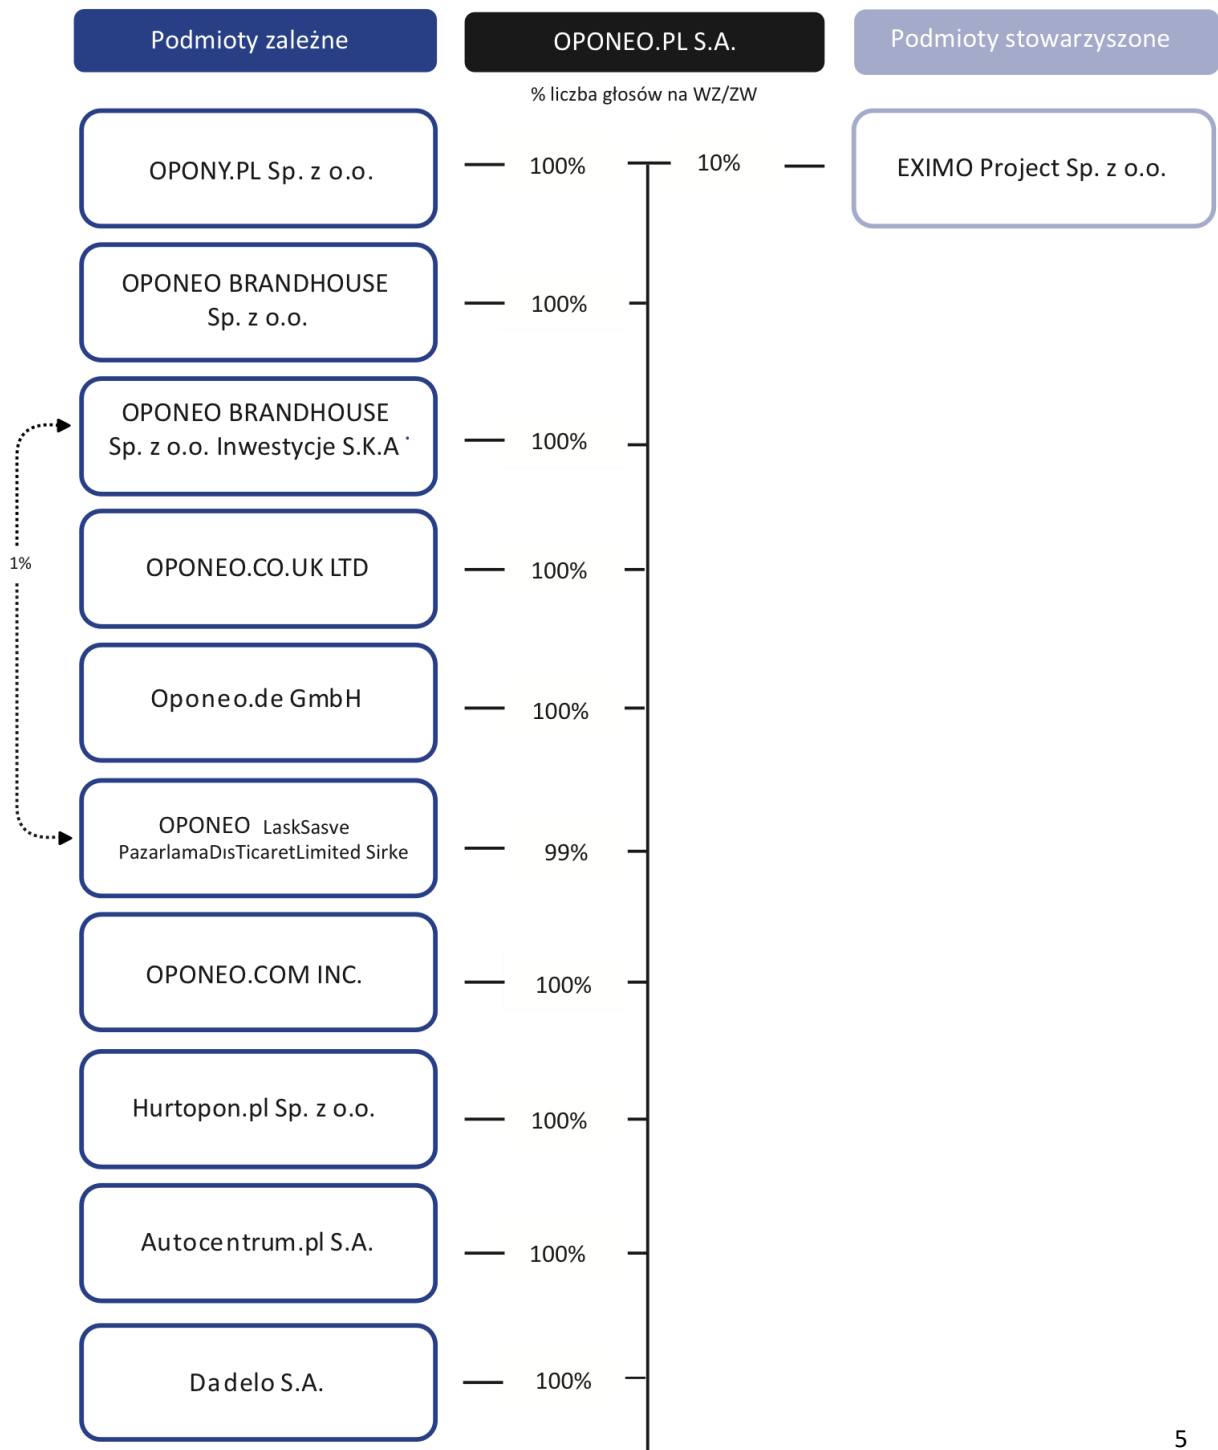 Podmioty zależne
OPONEO.PL S.A.
Podmioty stowarzyszone
% liczba głosów na WZ/ZW
OPONY.PL Sp. z o.o.
100%
10%
EXIMO Project Sp. z o.o.
OPONEO BRANDHOUSE
Sp. z o.o.
100%
OPONEO BRANDHOUSE
Sp. z o.o. Inwestycje S.K.A
100%
1%
OPONEO.CO.UK LTD
100%
Oponeo.de GmbH
100%
OPONEO LaskSasve
PazarlamaDısTicaretLimited Sirke
99%
OPONEO.COM INC.
100%
Hurtopon.pl Sp. z o.o.
100%
Autocentrum.pl S.A.
100%
Dadelo S.A.
100%
5